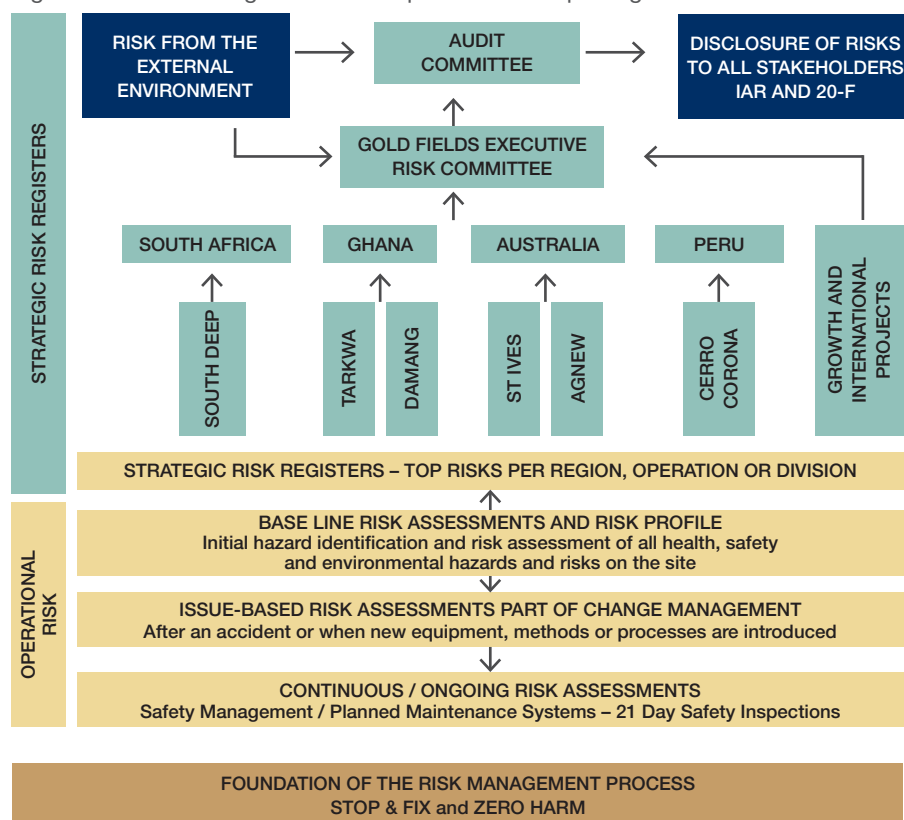 RISK FROM THE
EXTERNAL
ENVIRONMENT
AUDIT
COMMITTEE
DISCLOSURE OF RISKS
TO ALL STAKEHOLDERS
IAR AND 20-F
GOLD FIELDS EXECUTIVE
RISK COMMITTEE
STRATEGIC RISK REGISTERS
SOUTH AFRICA
GHANA
AUSTRALIA
PERU
SOUTH DEEP
TARKWA
DAMANG
ST IVES
AGNEW
CERRO
CORONA
GROWTH AND
INTERNATIONAL
PROJECTS
STRATEGIC RISK REGISTERS – TOP RISKS PER REGION, OPERATION OR DIVISION
OPERATIONAL
RISK
BASE LINE RISK ASSESSMENTS AND RISK PROFILE
Initial hazard identification and risk assessment of all health, safety
and environmental hazards and risks on the site
ISSUE-BASED RISK ASSESSMENTS PART OF CHANGE MANAGEMENT
After an accident or when new equipment, methods or processes are introduced
CONTINUOUS / ONGOING RISK ASSESSMENTS
Safety Management / Planned Maintenance Systems – 21 Day Safety Inspections
FOUNDATION OF THE RISK MANAGEMENT PROCESS
STOP & FIX and ZERO HARM